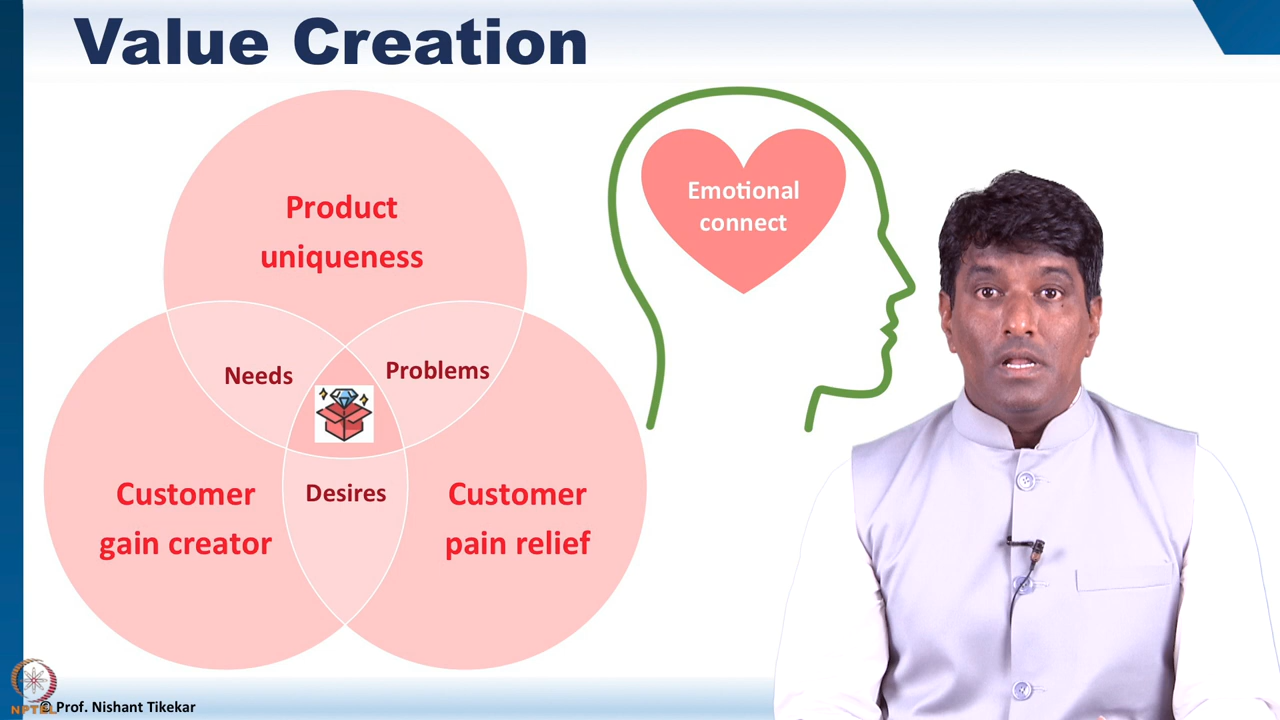 Value Creation
Product
uniqueness
Emotional
connect
Needs
Problems
Desires
Customer
gain creator
Customer
pain relief
NPTEL
© Prof. Nishant Tikekar